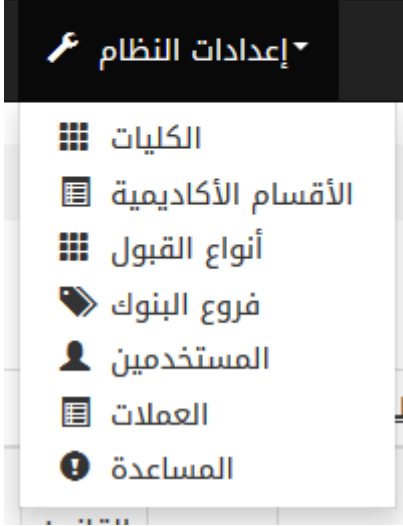 إعدادات النظام
الكليات
الأقسام الأكاديمية
أنواع القبول
فروع البنوك
المستخدمين
العملات
المساعدة